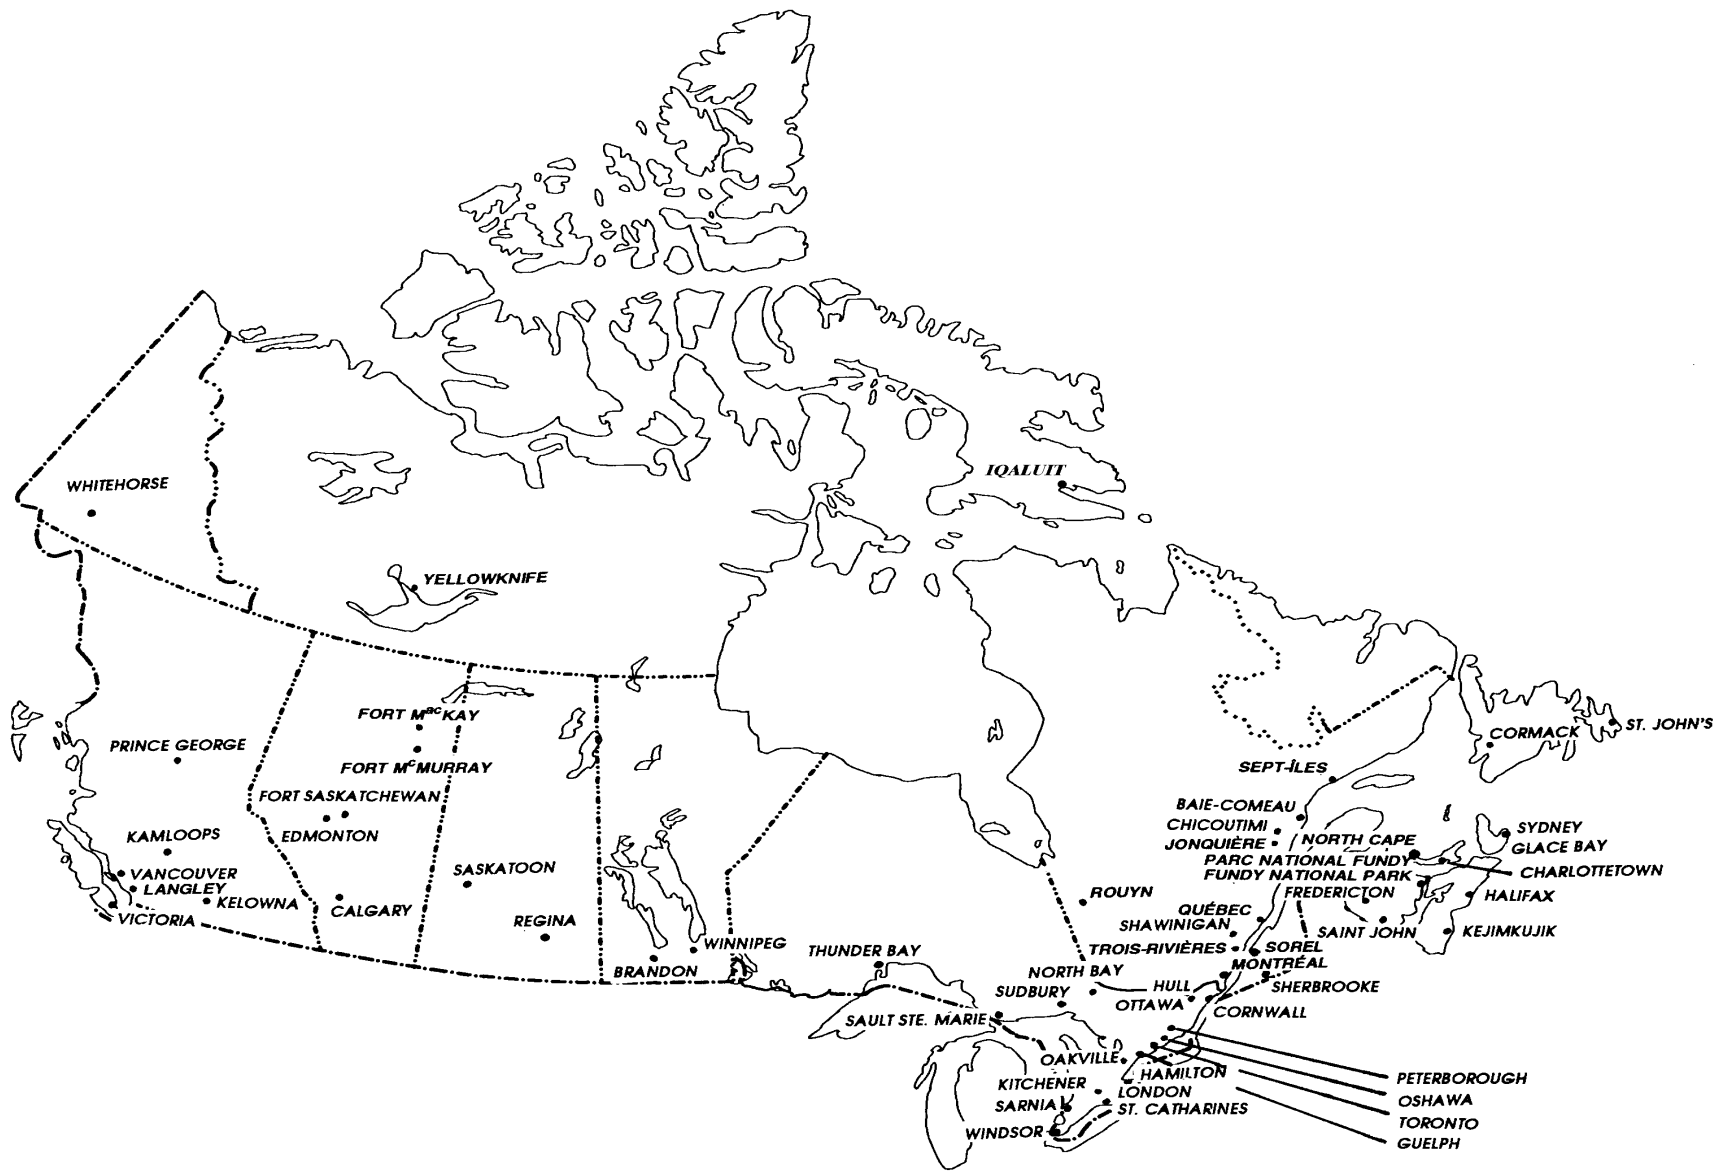 IQALUIT
WHITEHORSE
YELLOWKNIFE
FORT MacKAY
ST. JOHN'S
CORMACK
PRINCE GEORGE
FORT McMURRAY
SEPT-ÎLES
FORT SASKATCHEWAN
BAIE-COMEAU
CHICOUTIMI
SYDNEY
KAMLOOPS
EDMONTON
JONQUIÈRE
NORTH CAPE
GLACE BAY
PARC NATIONAL FUNDY
SASKATOON
CHARLOTTETOWN
VANCOUVER
FUNDY NATIONAL PARK
LANGLEY
ROUYN
FREDERICTON
HALIFAX
KELOWNA
CALGARY
QUÉBEC
VICTORIA
REGINA
SHAWINIGAN
SAINT JOHN
KEJIMKUJIK
WINNIPEG
THUNDER BAY
TROIS-RIVIÈRES
SOREL
BRANDON
NORTH BAY
MONTRÉAL
SUDBURY
HULL
SHERBROOKE
OTTAWA
CORNWALL
SAULT STE. MARIE
OAKVILLE
HAMILTON
PETERBOROUGH
KITCHENER
LONDON
OSHAWA
SARNIA
ST. CATHARINES
TORONTO
WINDSOR
GUELPH